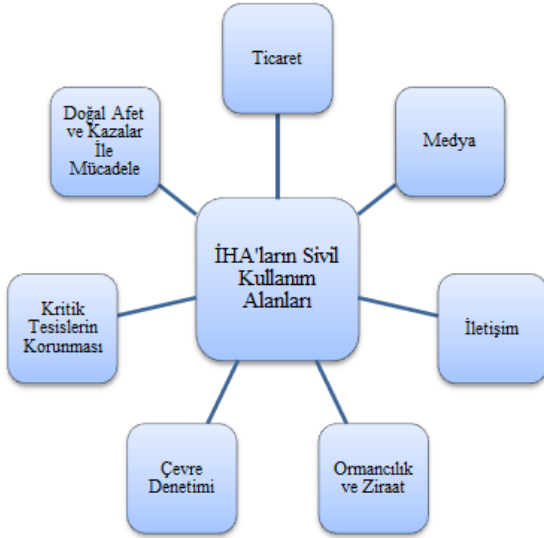 Ticaret
Doğal Afet
ve Kazalar
İle
Mücadele
Medya
İHA'ların Sivil
Kullanım
Alanları
Kritik
Tesislerin
Korunması
İletişim
Çevre
Denetimi
Ormancılık
ve Ziraat